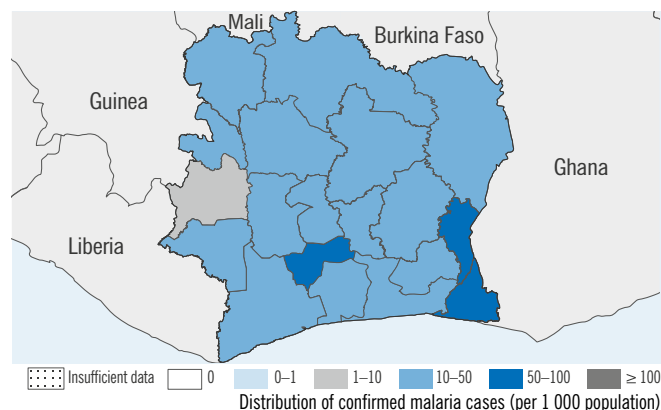 Mali
Burkina Faso
Guinea
Ghana
Liberia
Insufficient data 0 0–1 1–10 10–50 50–100 ≥ 100
Distribution of confirmed malaria cases (per 1 000 population)